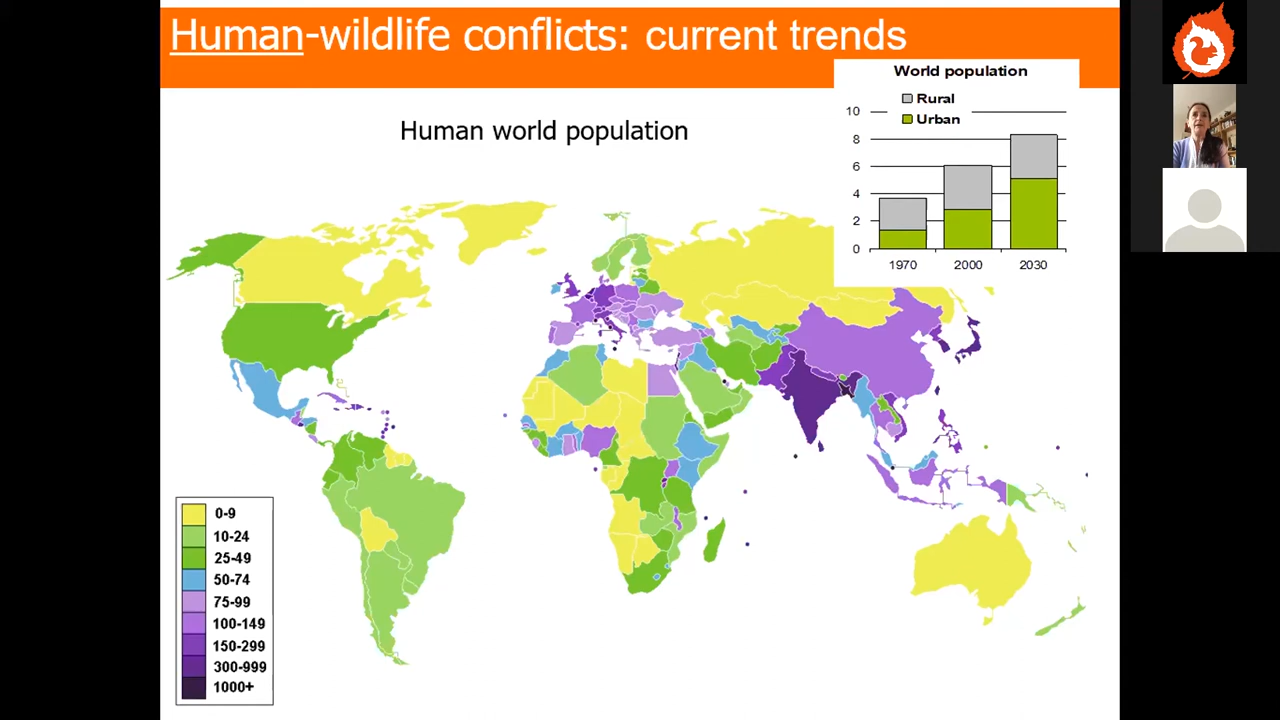 Human-wildlife conflicts: current trends
World population
Rural
Urban
10
8
6
4
2
0
1970 2000 2030
Human world population
0-9
10-24
25-49
50-74
75-99
100-149
150-299
300-999
1000+